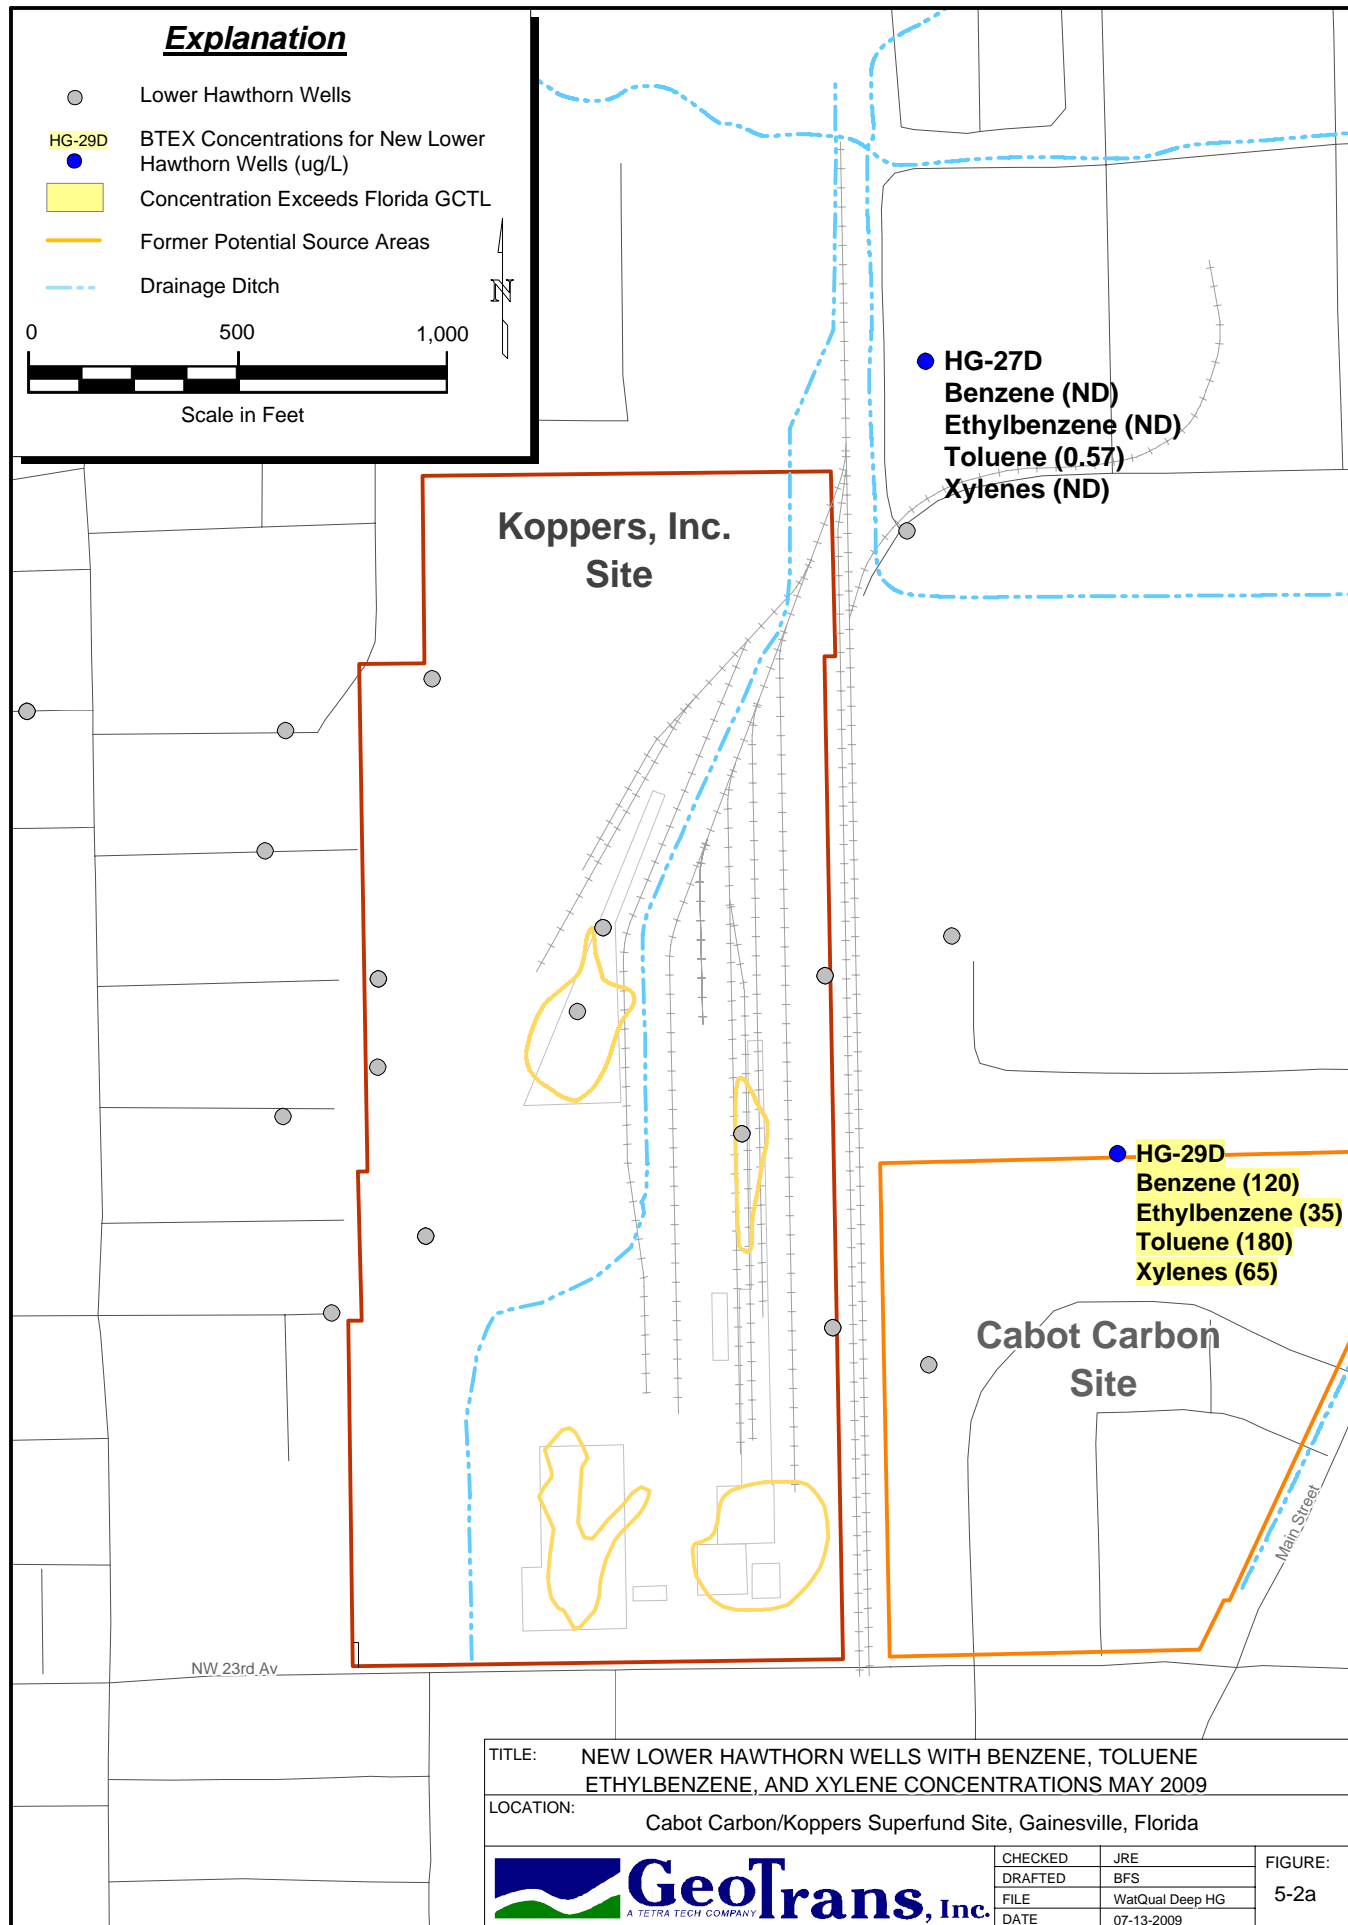 Explanation
Lower Hawthorn Wells
HG-29D
BTEX Concentrations for New Lower
Hawthorn Wells (ug/L)
Concentration Exceeds Florida GCTL
Former Potential Source Areas
Drainage Ditch
N
0 500 1,000
Scale in Feet
HG-27D
Benzene (ND)
Ethylbenzene (ND)
Toluene (0.57)
Xylenes (ND)
Koppers, Inc.
Site
HG-29D
Benzene (120)
Ethylbenzene (35)
Toluene (180)
Xylenes (65)
Cabot Carbon
Site
Main Street
NW 23rd Av
TITLE: NEW LOWER HAWTHORN WELLS WITH BENZENE, TOLUENE
ETHYLBENZENE, AND XYLENE CONCENTRATIONS MAY 2009
LOCATION:
Cabot Carbon/Koppers Superfund Site, Gainesville, Florida
GeoTrans, Inc.
A TETRA TECH COMPANY
CHECKED JRE
DRAFTED BFS
FILE WatQual Deep HG
DATE 07-13-2009
FIGURE:
5-2a